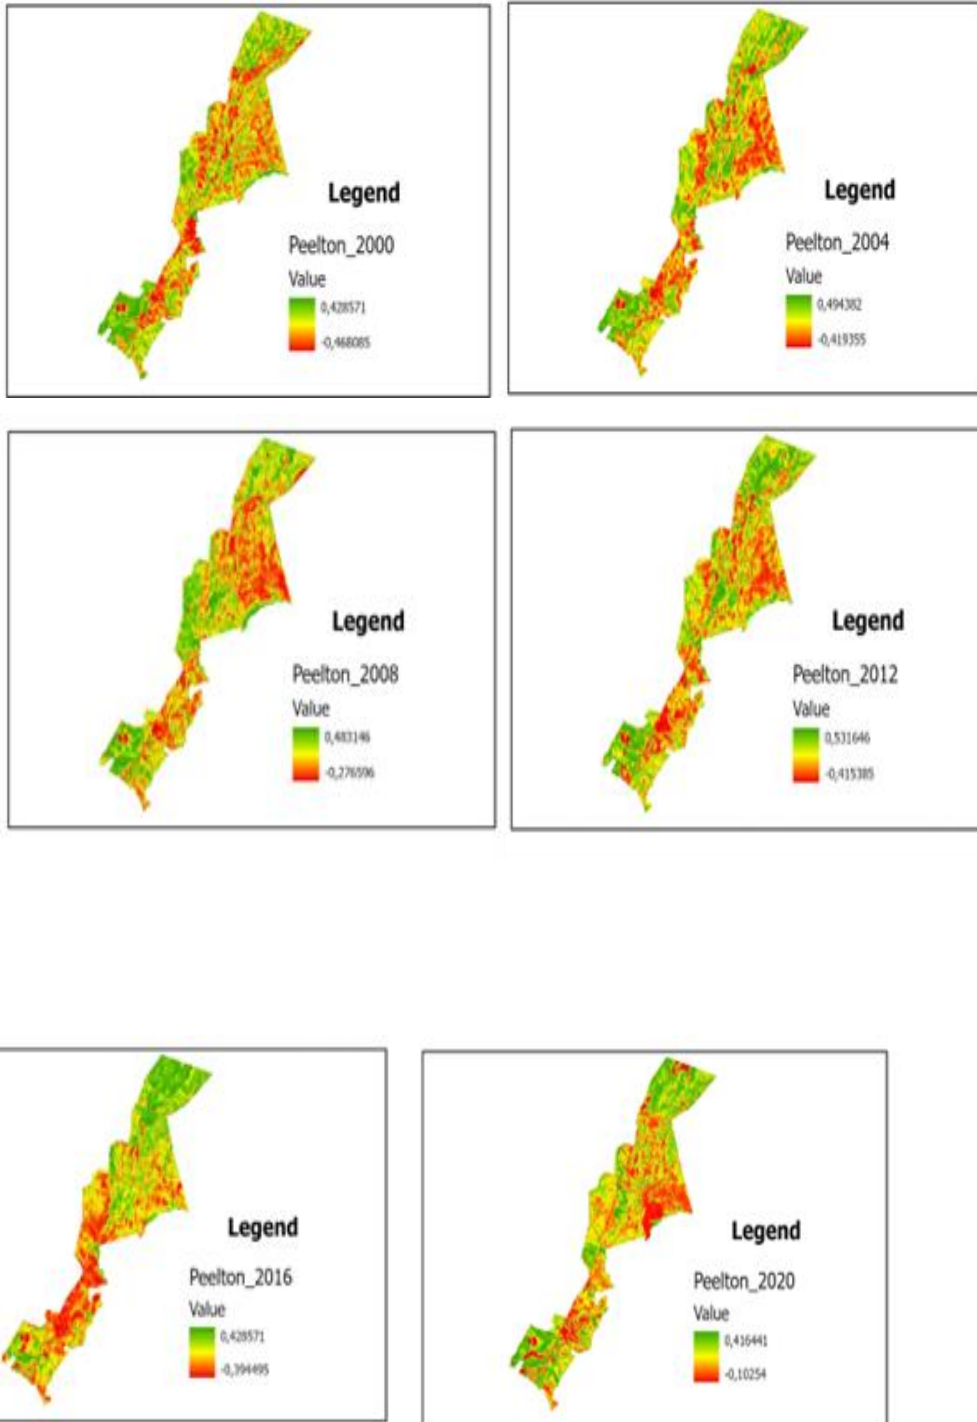 Legend
Peelton_2000
Value
0,428571
-0,468085
Legend
Peelton_2004
Value
0,494382
-0,419355
Legend
Peelton_2008
Value
0,483146
-0,276596
Legend
Peelton_2012
Value
0,531646
-0,415385
Legend
Peelton_2016
Value
0,428571
-0,394495
Legend
Peelton_2020
Value
0,416441
-0,10254